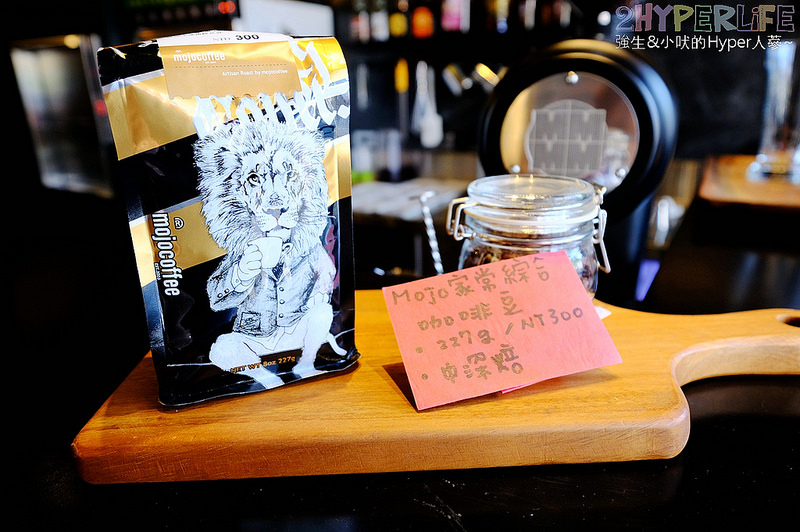 2HYPERLIFE
強生&小吠的Hyper人蔘~
NTD 300
mojocoffee
Artisan Roast by mojocoffee
mojocoffee
NET WT 8oz 227g
MOJO家常綜合
咖啡豆
• 227g / NT300
• 中深焙